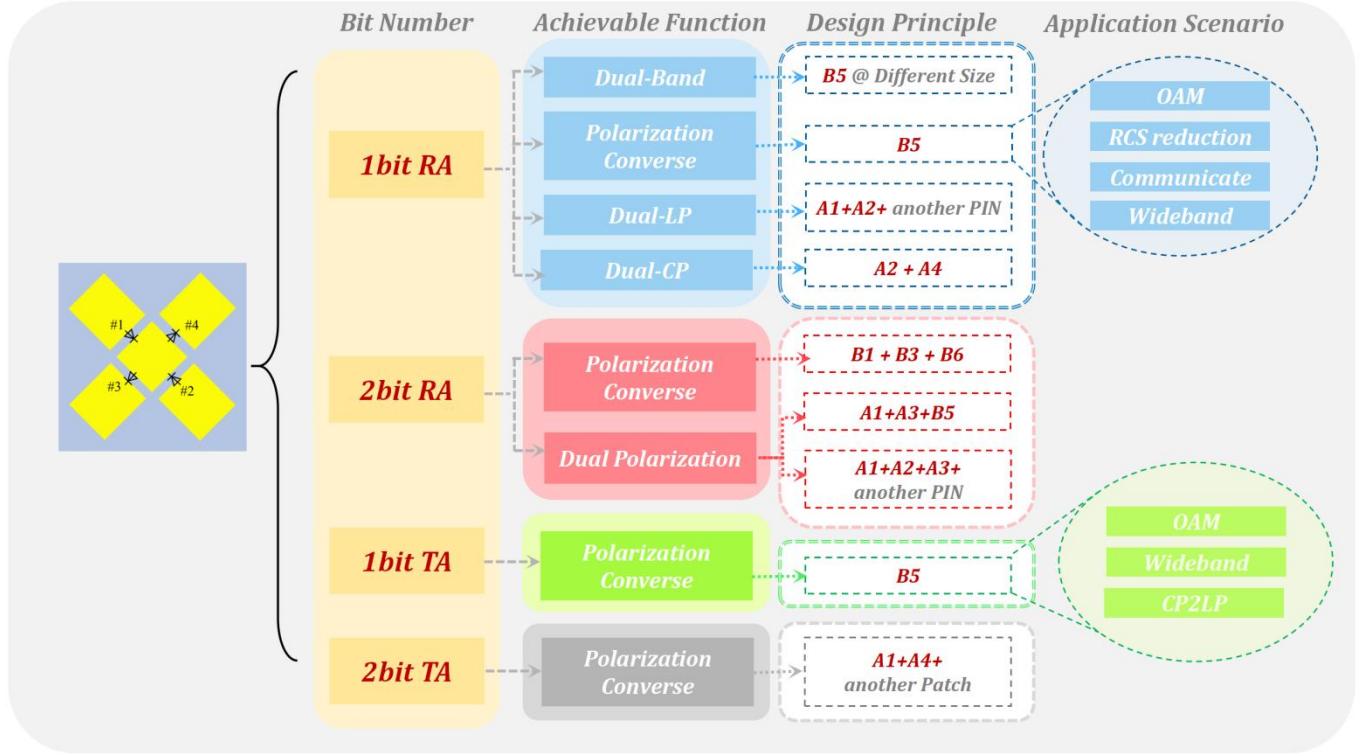 Bit Number
Achievable Function
Design Principle
Application Scenario
1bit RA
Dual-Band
B5 @ Different Size
Polarization
Converse
B5
Dual-LP
A1+A2+ another PIN
Dual-CP
A2 + A4
OAM
RCS reduction
Communicate
Wideband
#1
#4
#3
#2
2bit RA
Polarization
Converse
B1 + B3 + B6
Dual Polarization
A1+A3+B5
A1+A2+A3+
another PIN
1bit TA
Polarization
Converse
B5
OAM
Wideband
CP2LP
2bit TA
Polarization
Converse
A1+A4+
another Patch